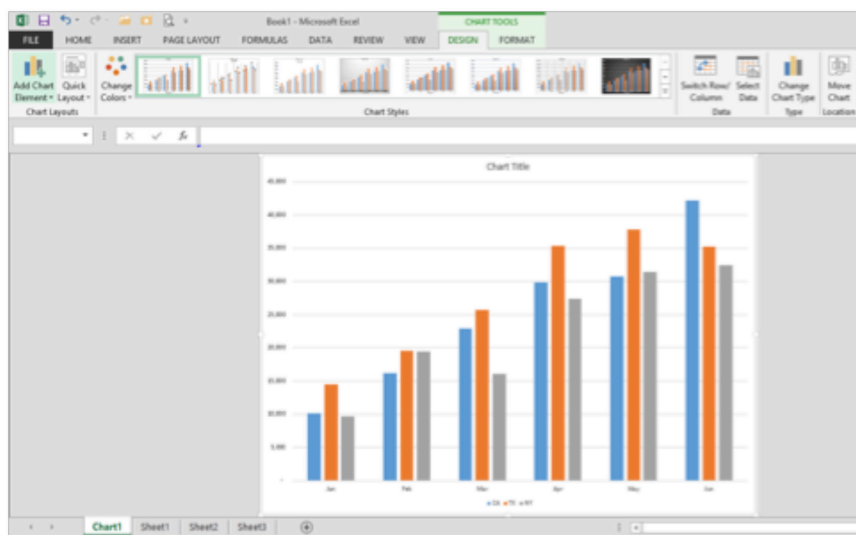 Book1 - Microsoft Excel
CHART TOOLS
FILE HOME INSERT PAGE LAYOUT FORMULAS DATA REVIEW VIEW DESIGN FORMAT
Add Chart Element Quick Layout Change Colors Switch Row/ Column Select Data Change Chart Type Move Chart
Chart Layouts Chart Styles Data Type Location
fx
Chart Title
45,000
40,000
35,000
30,000
25,000
20,000
15,000
10,000
5,000
-
Jan Feb Mar Apr May Jun
Chart1 Sheet1 Sheet2 Sheet3